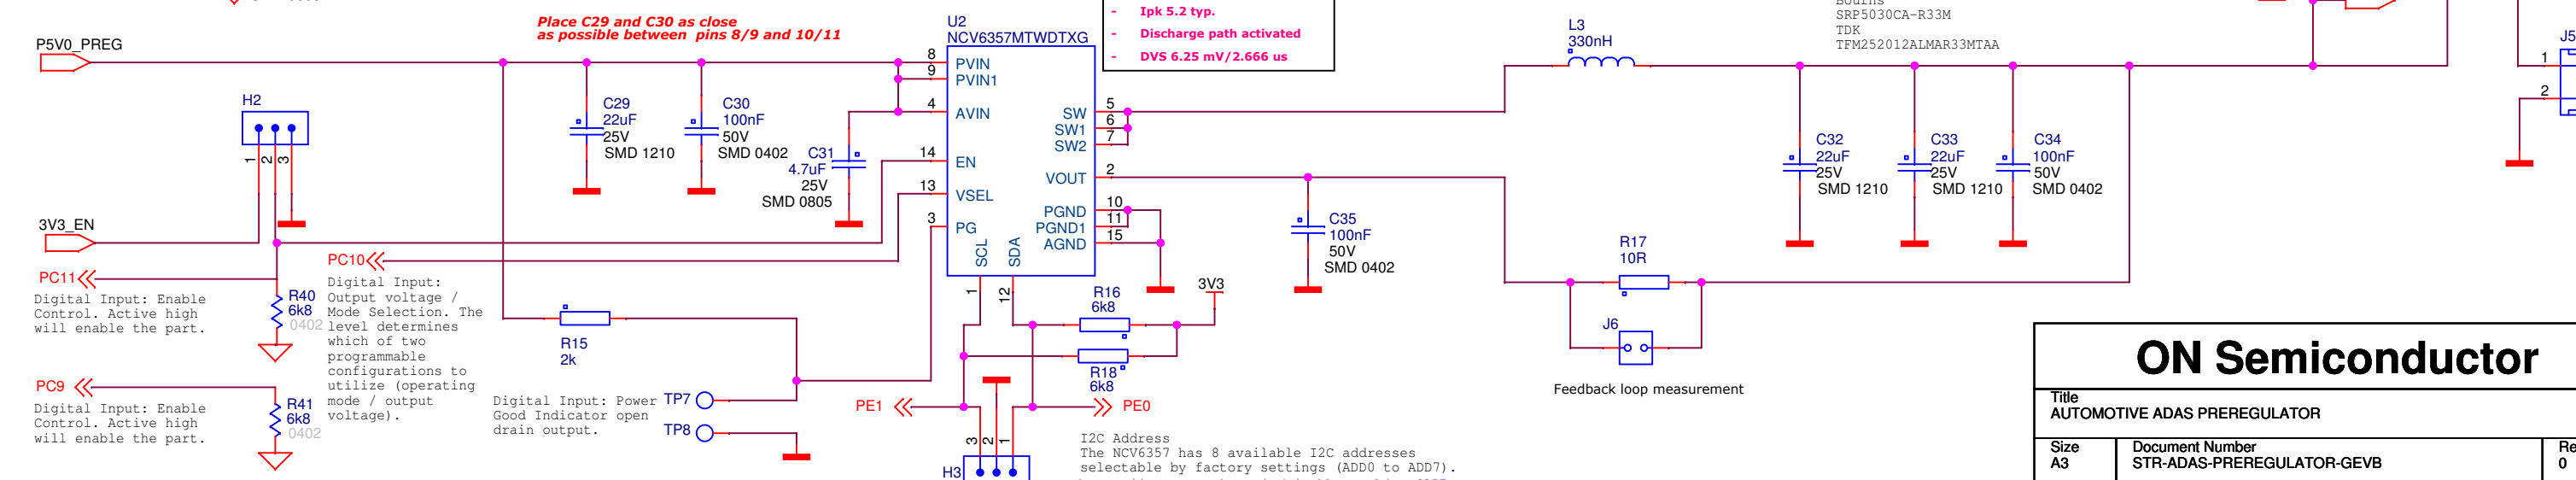 Place C29 and C30 as close
as possible between pins 8/9 and 10/11
- Ipk 5.2 typ.
- Discharge path activated
- DVS 6.25 mV/2.666 us
SRP5030CA-R33M
TDK
TFM252012ALMAR33MTAA
P5V0_PREG
U2
NCV6357MTWDTXG
L3
330nH
J5
1
2
H2
1
2
3
C29
22uF
25V
SMD 1210
C30
100nF
50V
SMD 0402
C31
4.7uF
25V
SMD 0805
8
PVIN
9
PVIN1
4
AVIN
14
EN
13
VSEL
3
PG
SCL
SDA
1
12
5
SW
6
SW1
7
SW2
2
VOUT
10
PGND
11
PGND1
15
AGND
C35
100nF
50V
SMD 0402
C32
22uF
25V
SMD 1210
C33
22uF
25V
SMD 1210
C34
100nF
50V
SMD 0402
3V3_EN
PC11
Digital Input: Enable
Control. Active high
will enable the part.
R40
6k8
0402
PC10
Digital Input:
Output voltage /
Mode Selection. The
level determines
which of two
programmable
configurations to
utilize (operating
mode / output
voltage).
PC9
Digital Input: Enable
Control. Active high
will enable the part.
R41
6k8
0402
R15
2k
Digital Input: Power
Good Indicator open
drain output.
TP7
TP8
R16
6k8
3V3
R18
6k8
PE1
PE0
3
2
1
H3
I2C Address
The NCV6357 has 8 available I2C addresses
selectable by factory settings (ADD0 to ADD7).
R17
10R
J6
Feedback loop measurement
ON Semiconductor
Title
AUTOMOTIVE ADAS PREREGULATOR
Size
A3
Document Number
STR-ADAS-PREREGULATOR-GEVB
Re
0